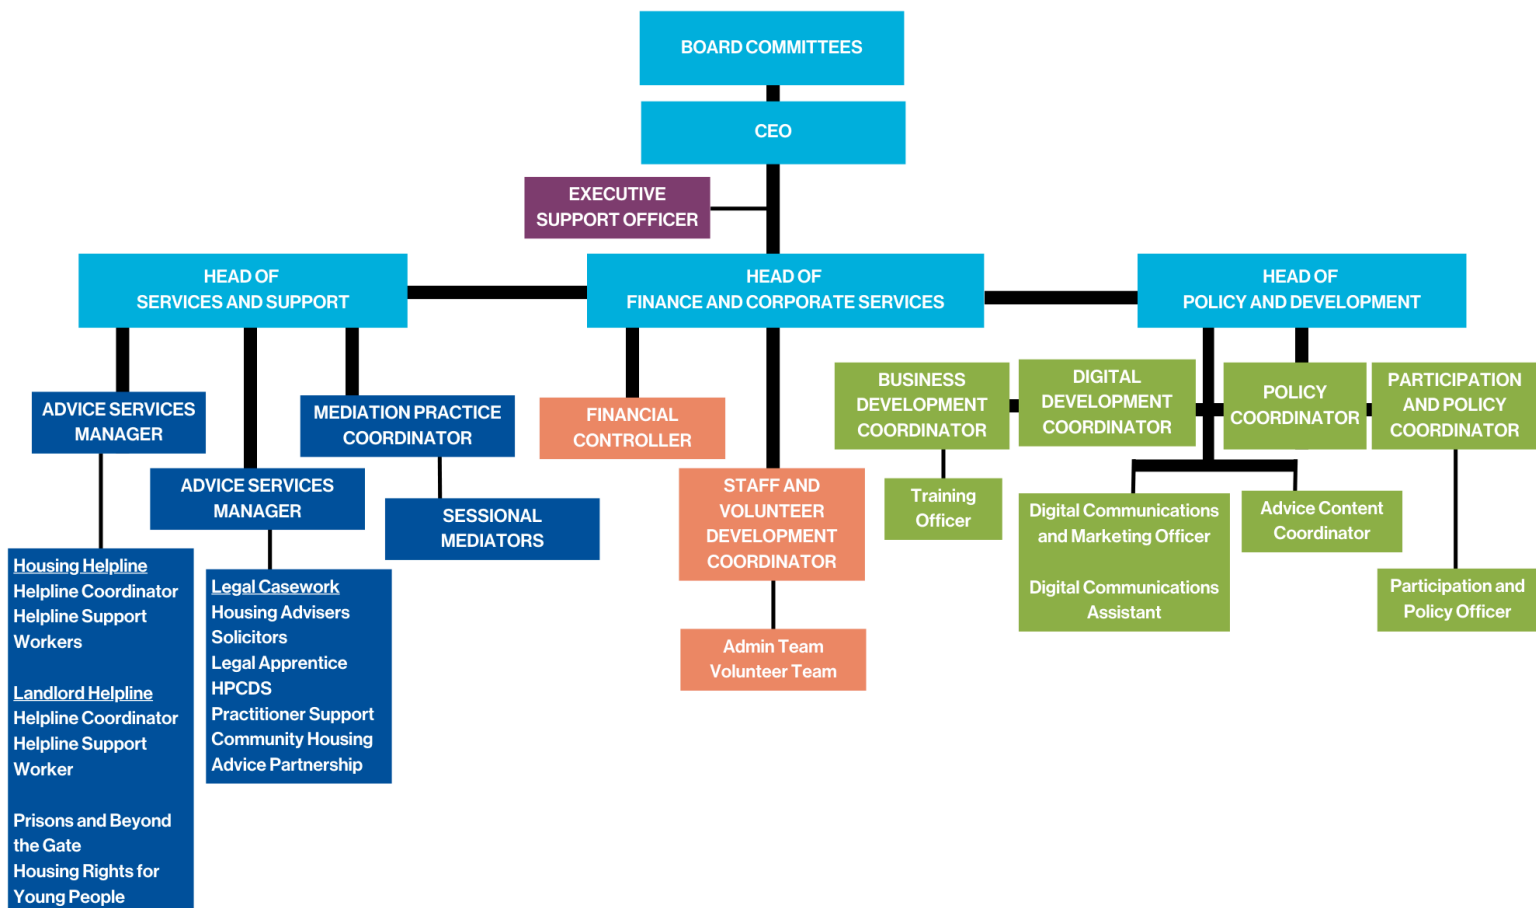 BOARD COMMITTEES
CEO
EXECUTIVE
SUPPORT OFFICER
HEAD OF
SERVICES AND SUPPORT
HEAD OF
FINANCE AND CORPORATE SERVICES
HEAD OF
POLICY AND DEVELOPMENT
ADVICE SERVICES
MANAGER
MEDIATION PRACTICE
COORDINATOR
FINANCIAL
CONTROLLER
BUSINESS
DEVELOPMENT
COORDINATOR
DIGITAL
DEVELOPMENT
COORDINATOR
POLICY
COORDINATOR
PARTICIPATION
AND POLICY
COORDINATOR
ADVICE SERVICES
MANAGER
SESSIONAL
MEDIATORS
STAFF AND
VOLUNTEER
DEVELOPMENT
COORDINATOR
Training
Officer
Digital Communications
and Marketing Officer
Digital Communications
Assistant
Advice Content
Coordinator
Participation and
Policy Officer
Housing Helpline
Helpline Coordinator
Helpline Support
Workers
Landlord Helpline
Helpline Coordinator
Helpline Support
Worker
Prisons and Beyond
the Gate
Housing Rights for
Young People
Legal Casework
Housing Advisers
Solicitors
Legal Apprentice
HPCDS
Practitioner Support
Community Housing
Advice Partnership
Admin Team
Volunteer Team